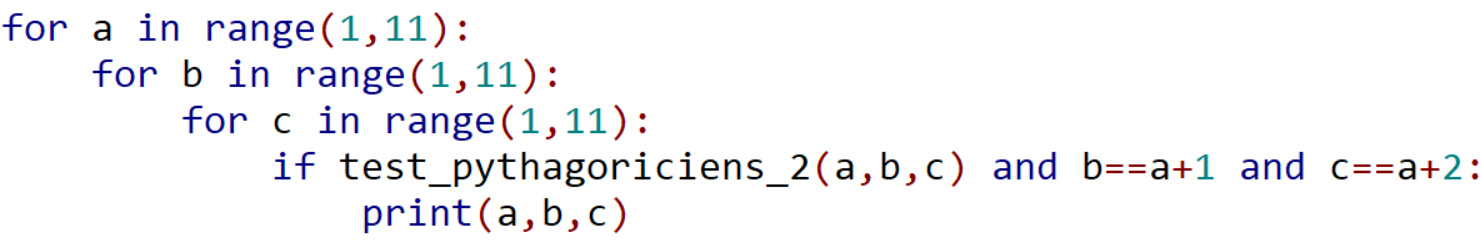 for a in range(1,11):
    for b in range(1,11):
        for c in range(1,11):
            if test_pythagoriciens_2(a,b,c) and b==a+1 and c==a+2:
                print(a,b,c)